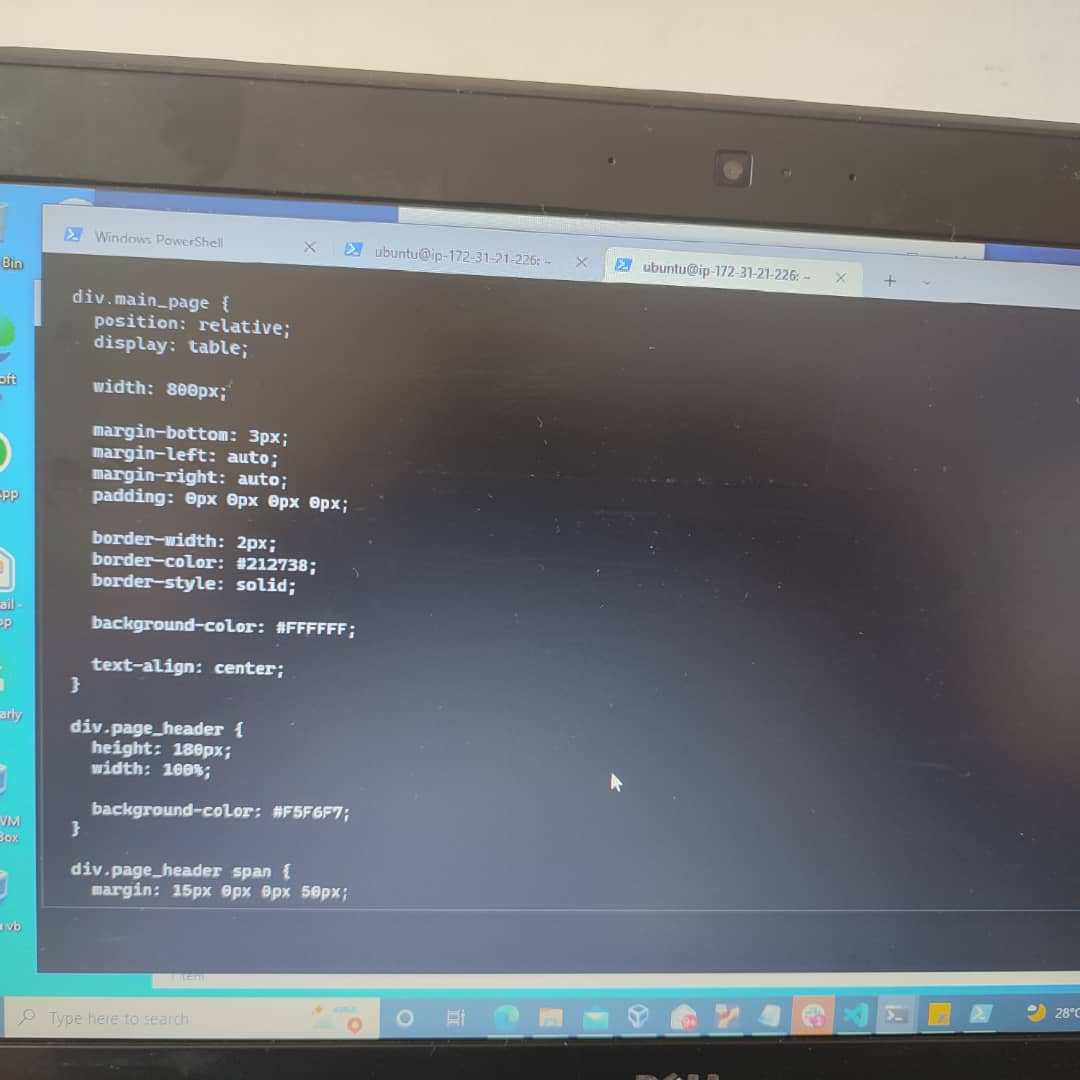 Windows PowerShell
ubuntu@ip-172-31-21-226: ~
ubuntu@ip-172-31-21-226: ~
Bin
div.main_page {
position: relative;
display: table;
width: 800px;
margin-bottom: 3px;
margin-left: auto;
margin-right: auto;
padding: 0px 0px 0px 0px;
border-width: 2px;
border-color: #212738;
border-style: solid;
background-color: #FFFFFF;
text-align: center;
}
div.page_header {
height: 180px;
width: 100%;
background-color: #F5F6F7;
}
div.page_header span {
margin: 15px 0px 0px 50px;
oft
App
ail -
pp
arly
VM
Box
vb
1 item
Type here to search
28°C